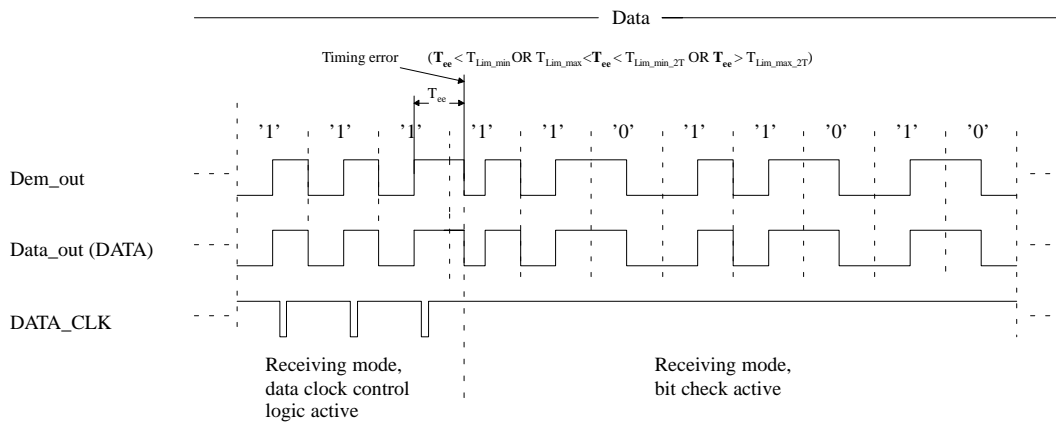 Data
Timing error (Tee < TLim_min OR TLim_max < Tee < TLim_min_2T OR Tee > TLim_max_2T)
Tee
'1' '1' '1' '1' '1' '0' '1' '1' '0' '1' '0'
Dem_out
Data_out (DATA)
DATA_CLK
Receiving mode,
data clock control
logic active
Receiving mode,
bit check active